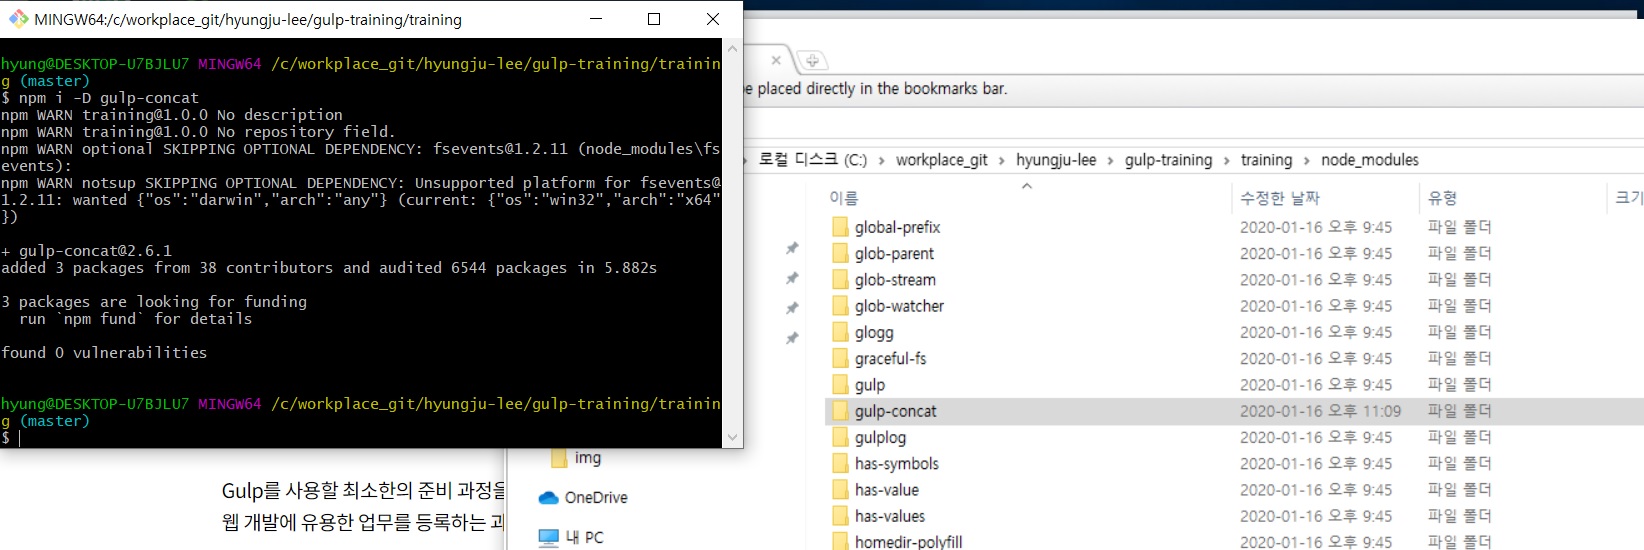 MINGW64:/c/workplace_git/hyungju-lee/gulp-training/training
hyung@DESKTOP-U7BJLU7 MINGW64 /c/workplace_git/hyungju-lee/gulp-training/trainin
g (master)
$ npm i -D gulp-concat
npm WARN training@1.0.0 No description
npm WARN training@1.0.0 No repository field.
npm WARN optional SKIPPING OPTIONAL DEPENDENCY: fsevents@1.2.11 (node_modules\fs
events):
npm WARN notsup SKIPPING OPTIONAL DEPENDENCY: Unsupported platform for fsevents@
1.2.11: wanted {"os":"darwin","arch":"any"} (current: {"os":"win32","arch":"x64"
})
+ gulp-concat@2.6.1
added 3 packages from 38 contributors and audited 6544 packages in 5.882s
3 packages are looking for funding
run `npm fund` for details
found 0 vulnerabilities
hyung@DESKTOP-U7BJLU7 MINGW64 /c/workplace_git/hyungju-lee/gulp-training/trainin
g (master)
$
Gulp를 사용할 최소한의 준비 과정을
웹 개발에 유용한 업무를 등록하는 과
be placed directly in the bookmarks bar.
로컬 디스크 (C:) > workplace_git > hyungju-lee > gulp-training > training > node_modules
이름 수정한 날짜 유형 크기
global-prefix 2020-01-16 오후 9:45 파일 폴더
glob-parent 2020-01-16 오후 9:45 파일 폴더
glob-stream 2020-01-16 오후 9:45 파일 폴더
glob-watcher 2020-01-16 오후 9:45 파일 폴더
glogg 2020-01-16 오후 9:45 파일 폴더
graceful-fs 2020-01-16 오후 9:45 파일 폴더
gulp 2020-01-16 오후 9:45 파일 폴더
gulp-concat 2020-01-16 오후 11:09 파일 폴더
gulplog 2020-01-16 오후 9:45 파일 폴더
has-symbols 2020-01-16 오후 9:45 파일 폴더
has-value 2020-01-16 오후 9:45 파일 폴더
has-values 2020-01-16 오후 9:45 파일 폴더
homedir-polyfill 2020-01-16 오후 9:45 파일 폴더
img
OneDrive
내 PC